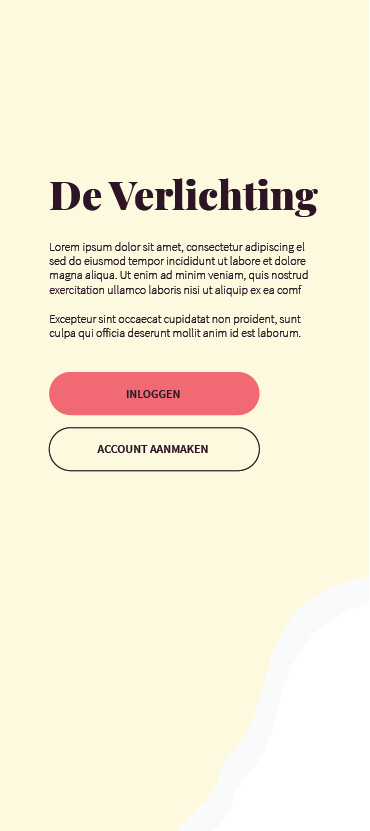 De Verlichting
Lorem ipsum dolor sit amet, consectetur adipiscing el
sed do eiusmod tempor incididunt ut labore et dolore
magna aliqua. Ut enim ad minim veniam, quis nostrud
exercitation ullamco laboris nisi ut aliquip ex ea comf
Excepteur sint occaecat cupidatat non proident, sunt
culpa qui officia deserunt mollit anim id est laborum.
INLOGGEN
ACCOUNT AANMAKEN